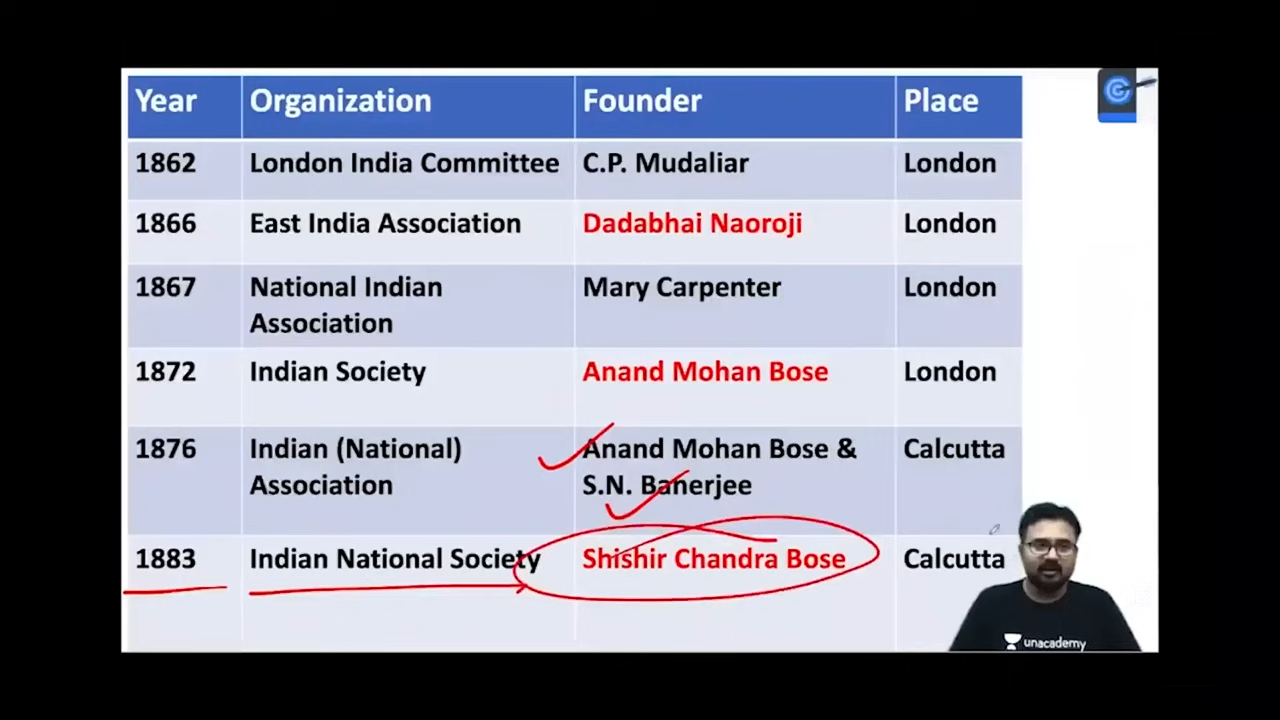 Year Organization Founder Place
1862 London India Committee C.P. Mudaliar London
1866 East India Association Dadabhai Naoroji London
1867 National Indian Mary Carpenter London
Association
1872 Indian Society Anand Mohan Bose London
1876 Indian (National) Anand Mohan Bose & Calcutta
Association S.N. Banerjee
1883 Indian National Society Shishir Chandra Bose Calcutta
unacademy